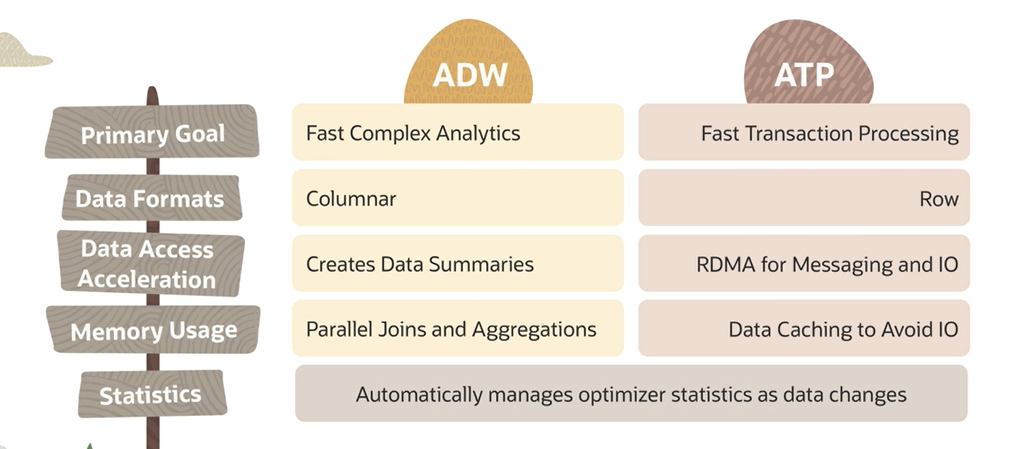 ADW
ATP
Primary Goal
Fast Complex Analytics
Fast Transaction Processing
Data Formats
Columnar
Row
Data Access
Acceleration
Creates Data Summaries
RDMA for Messaging and IO
Memory Usage
Parallel Joins and Aggregations
Data Caching to Avoid IO
Statistics
Automatically manages optimizer statistics as data changes